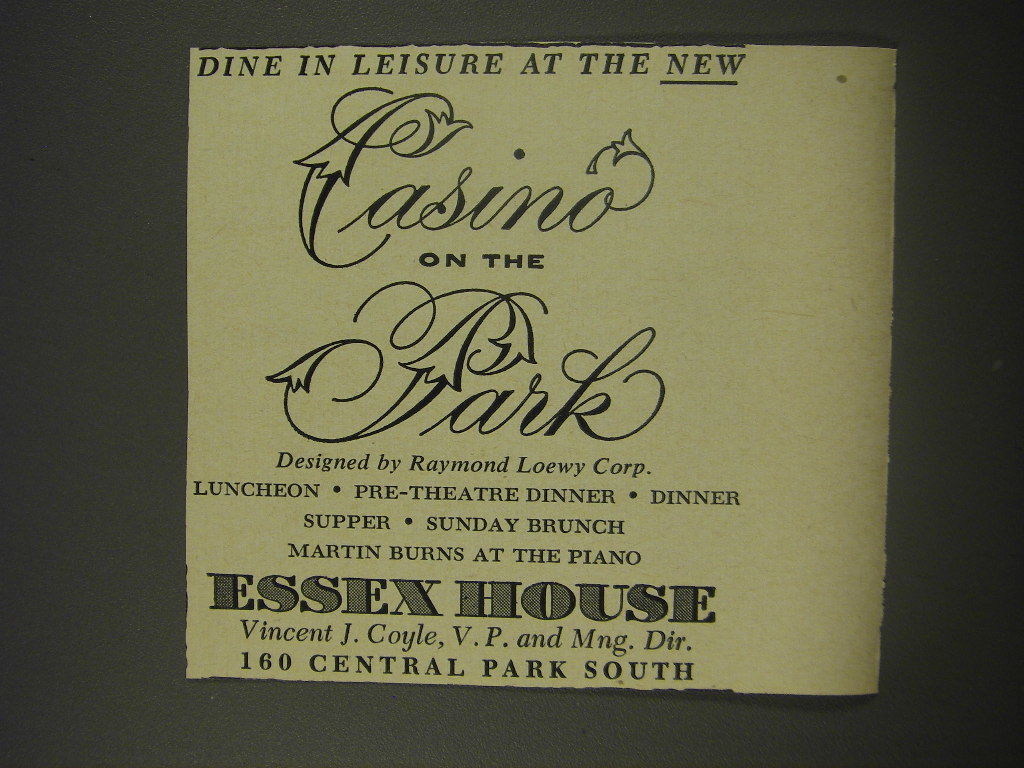 DINE IN LEISURE AT THE NEW
Casino
ON THE
Park
Designed by Raymond Loewy Corp.
LUNCHEON • PRE-THEATRE DINNER • DINNER
SUPPER • SUNDAY BRUNCH
MARTIN BURNS AT THE PIANO
ESSEX HOUSE
Vincent J. Coyle, V. P. and Mng. Dir.
160 CENTRAL PARK SOUTH